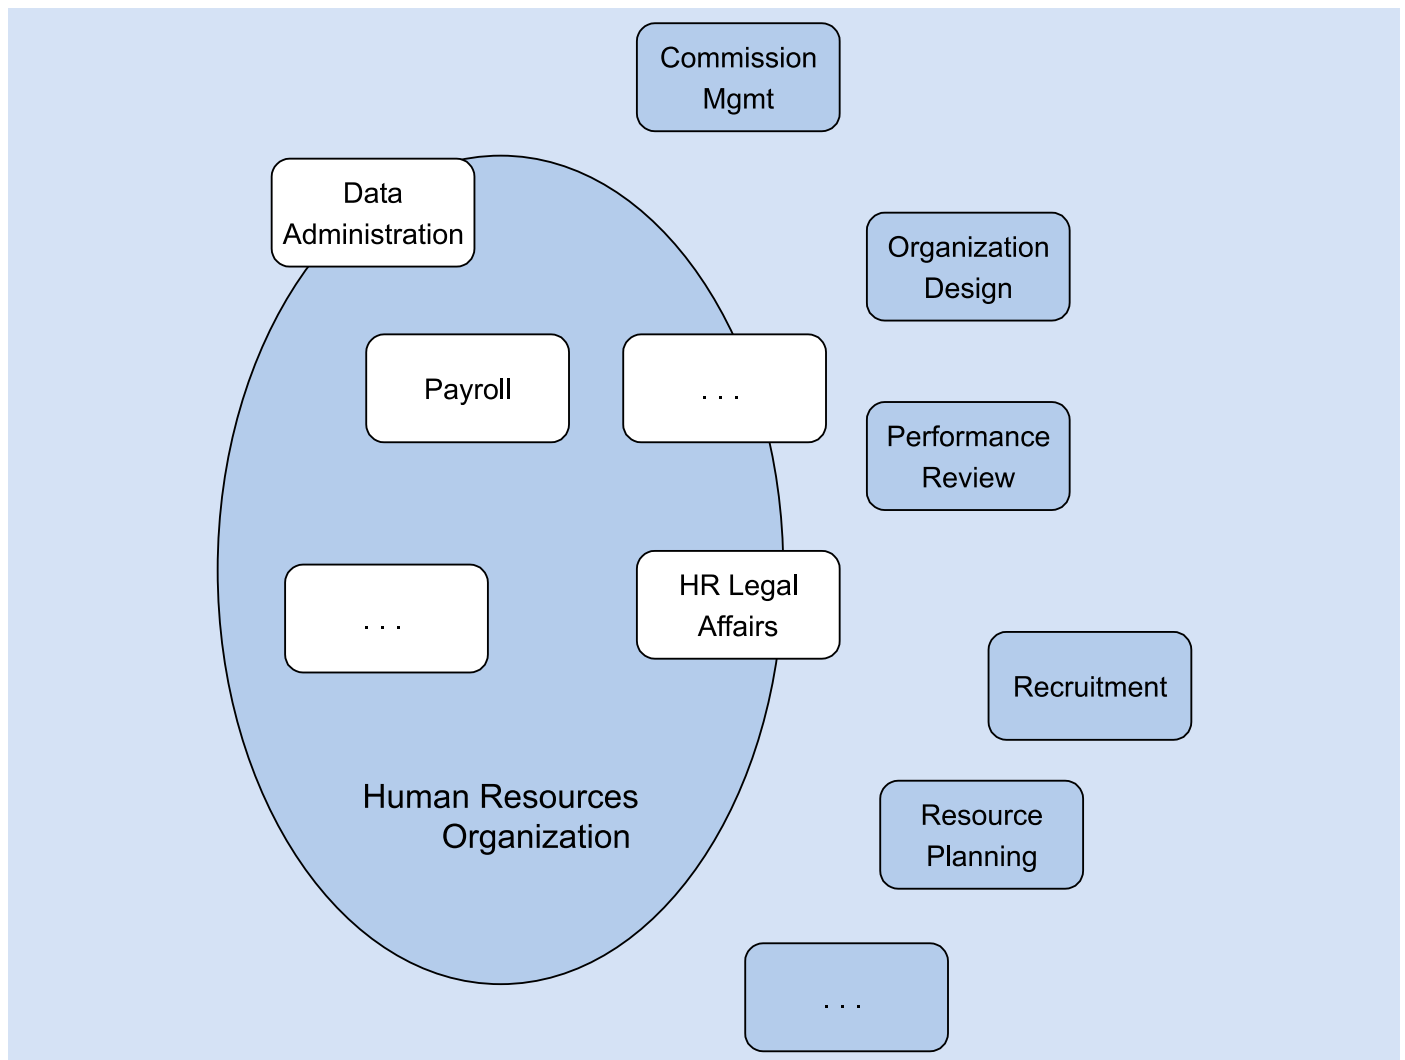 Commission
Mgmt
Data
Administration
Organization
Design
Payroll
. . .
Performance
Review
. . .
HR Legal
Affairs
Recruitment
Human Resources
Organization
Resource
Planning
. . .